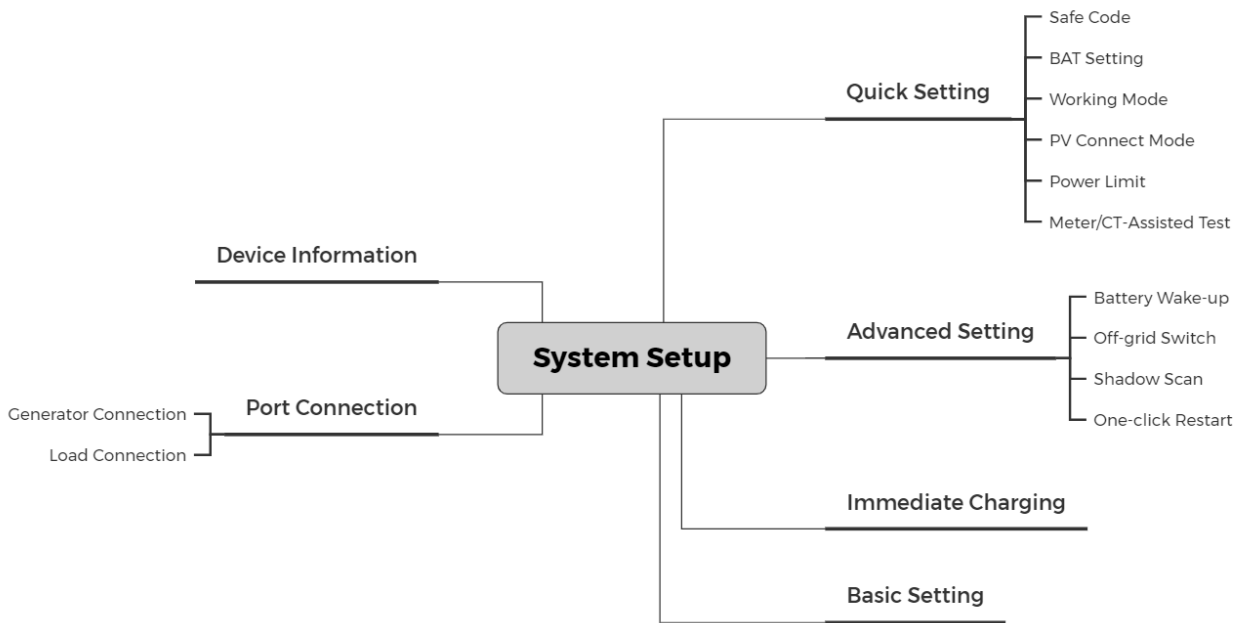 System Setup
Quick Setting
Safe Code
BAT Setting
Working Mode
PV Connect Mode
Power Limit
Meter/CT-Assisted Test
Advanced Setting
Battery Wake-up
Off-grid Switch
Shadow Scan
One-click Restart
Immediate Charging
Basic Setting
Device Information
Port Connection
Generator Connection
Load Connection